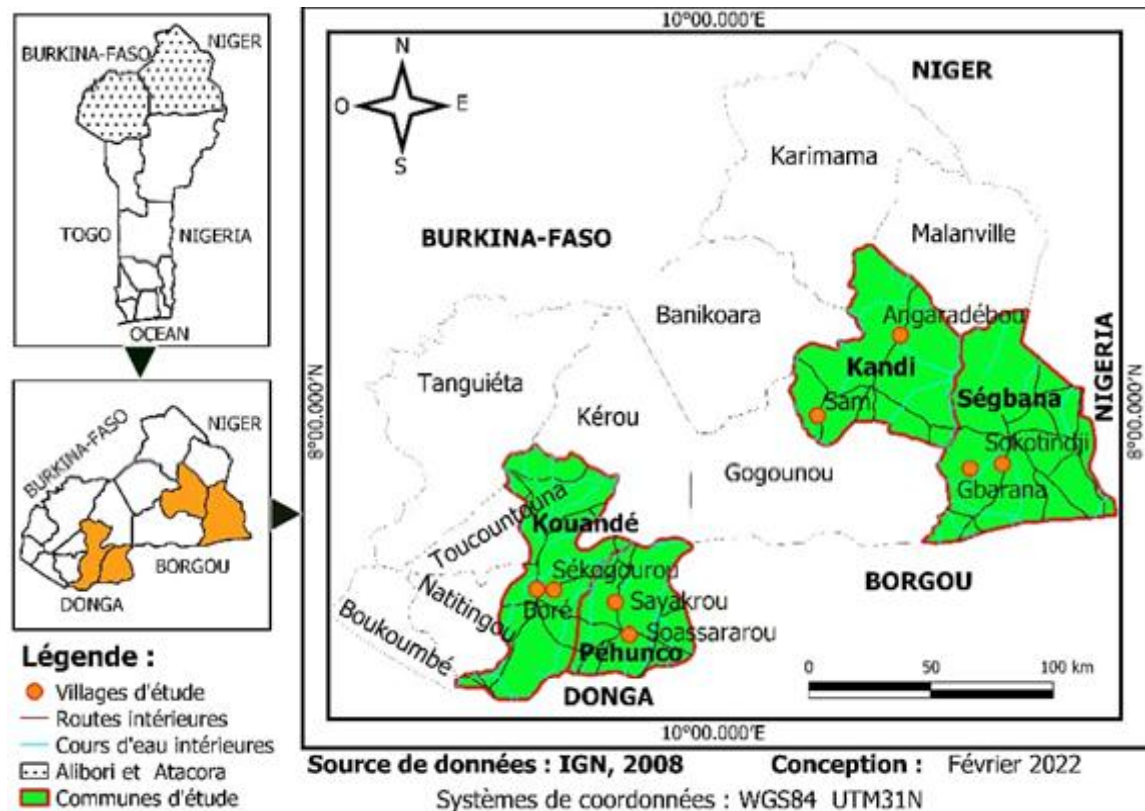 BURKINA-FASO
NIGER
TOGO
NIGERIA
OCEAN
BURKINA-FASO
NIGER
BORGOU
DONGA
Légende :
Villages d'étude
Routes intérieures
Cours d'eau intérieures
Alibori et Atacora
Communes d'étude
10°00.000'E
N
O
E
S
NIGER
Karimama
BURKINA-FASO
Malanville
Banikoara
Angaradébou
Kandi
NIGERIA
Tanguiéta
Ségbana
Sam
Kérou
8°00.000'N
8°00.000'N
Sokotindji
Gogounou
Gbarana
Toucountouna
Kouandé
BORGOU
Sékogourou
Boré
Sayakrou
Natitingou
Soassararou
Boukoumbé
Péhunco
DONGA
0 50 100 km
10°00.000'E
Source de données : IGN, 2008 Conception : Février 2022
Systèmes de coordonnées : WGS84 UTM31N